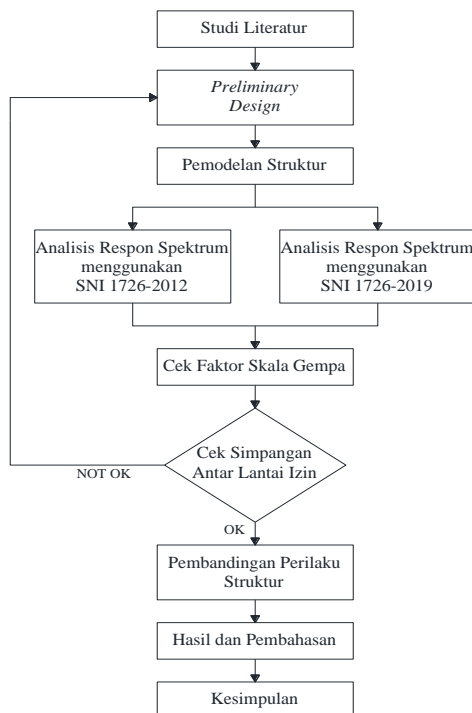 Studi Literatur
Preliminary
Design
Pemodelan Struktur
Analisis Respon Spektrum
menggunakan
SNI 1726-2012
Analisis Respon Spektrum
menggunakan
SNI 1726-2019
Cek Faktor Skala Gempa
Cek Simpangan
Antar Lantai Izin
NOT OK
OK
Pembandingan Perilaku
Struktur
Hasil dan Pembahasan
Kesimpulan